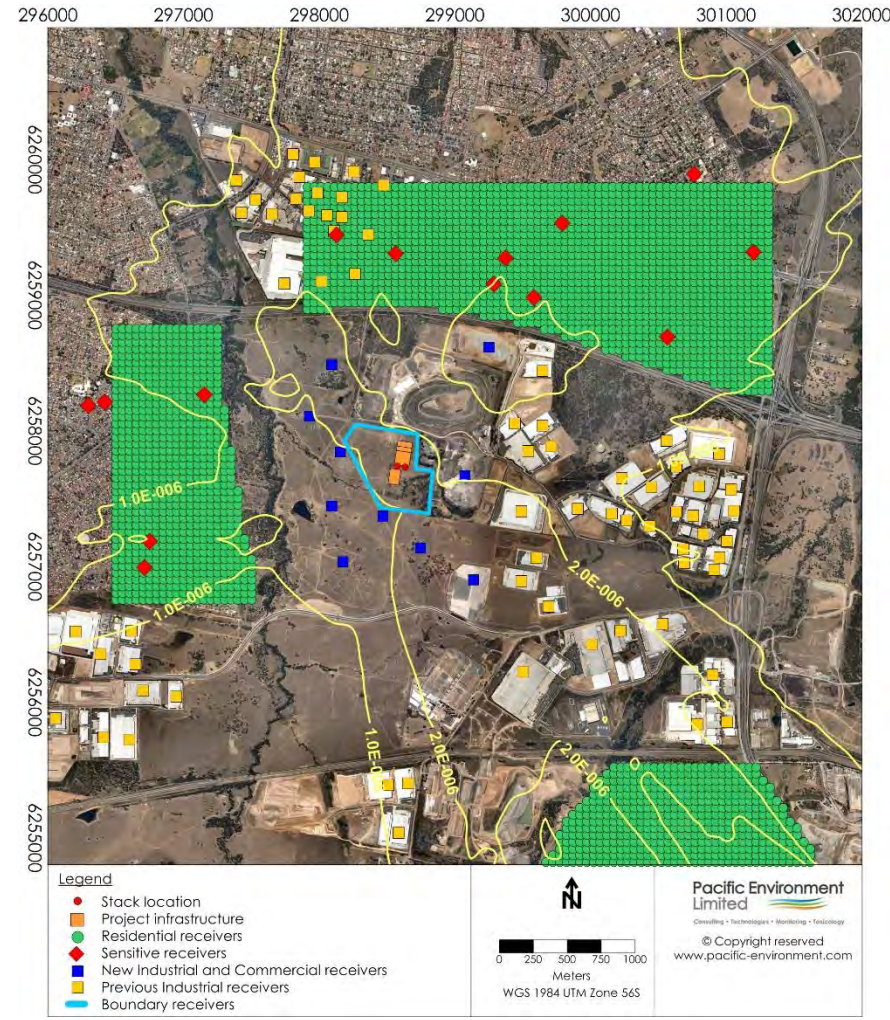 296000 297000 298000 299000 300000 301000 302000
6260000
6259000
6258000
6257000
6256000
6255000
1.0E-006
1.0E-006
2.0E-006
1.0E-006
1.0E-006
2.0E-006
2.0E-006
Legend
Stack location
Project infrastructure
Residential receivers
Sensitive receivers
New Industrial and Commercial receivers
Previous Industrial receivers
Boundary receivers
N
0 250 500 750 1000
Meters
WGS 1984 UTM Zone 56S
Pacific Environment
Limited
Consulting • Technologies • Monitoring • Toxicology
© Copyright reserved
www.pacific-environment.com